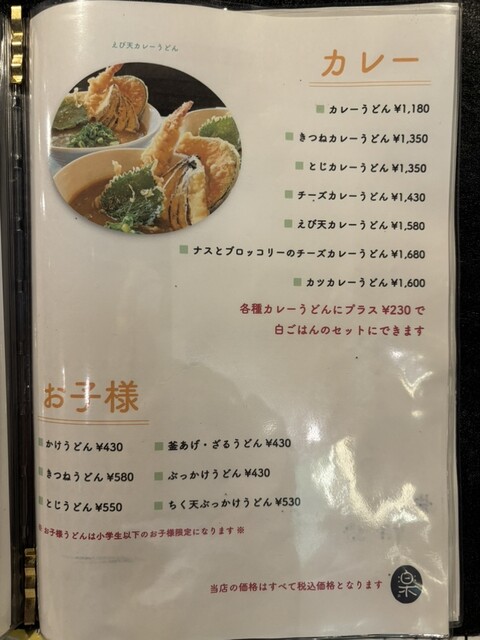 えび天カレーうどん
カレー
カレーうどん ¥1,180
きつねカレーうどん ¥1,350
とじカレーうどん ¥1,350
チーズカレーうどん ¥1,430
えび天カレーうどん ¥1,580
ナスとブロッコリーのチーズカレーうどん ¥1,680
カツカレーうどん ¥1,600
各種カレーうどんにプラス ¥230 で
白ごはんのセットにできます
お子様
かけうどん ¥430
釜あげ・ざるうどん ¥430
きつねうどん ¥580
ぶっかけうどん ¥430
とじうどん ¥550
ちく天ぶっかけうどん ¥530
※ お子様うどんは小学生以下のお子様限定になります ※
当店の価格はすべて税込価格となります
楽